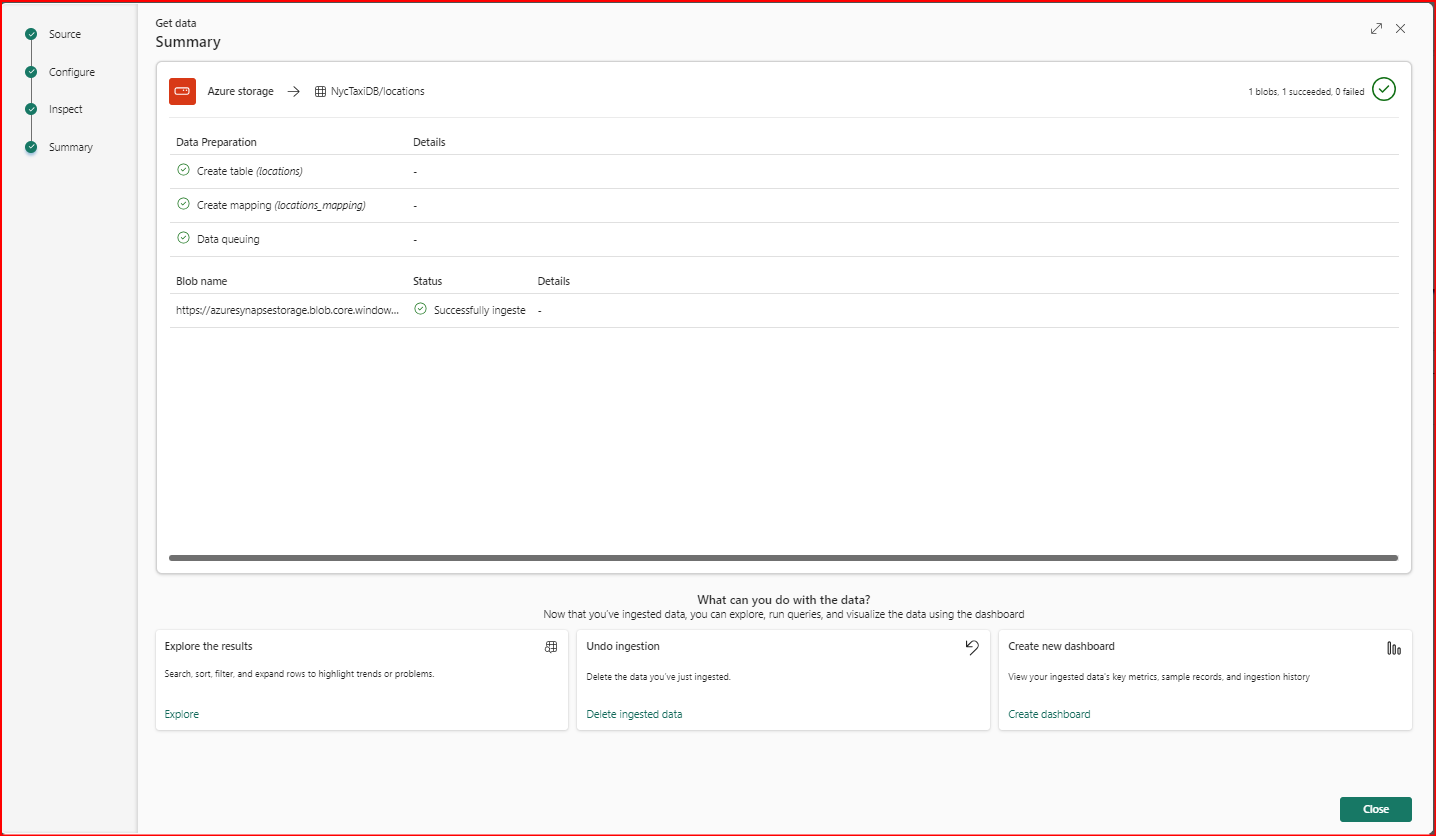 Source
Configure
Inspect
Summary
Get data
Summary
Azure storage → NycTaxiDB/locations
1 blobs, 1 succeeded, 0 failed
Data Preparation Details
Create table (locations) -
Create mapping (locations_mapping) -
Data queuing -
Blob name Status Details
https://azuresynapsestorage.blob.core.window... Successfully ingeste -
What can you do with the data?
Now that you've ingested data, you can explore, run queries, and visualize the data using the dashboard
Explore the results
Search, sort, filter, and expand rows to highlight trends or problems.
Explore
Undo ingestion
Delete the data you've just ingested.
Delete ingested data
Create new dashboard
View your ingested data's key metrics, sample records, and ingestion history
Create dashboard
Close